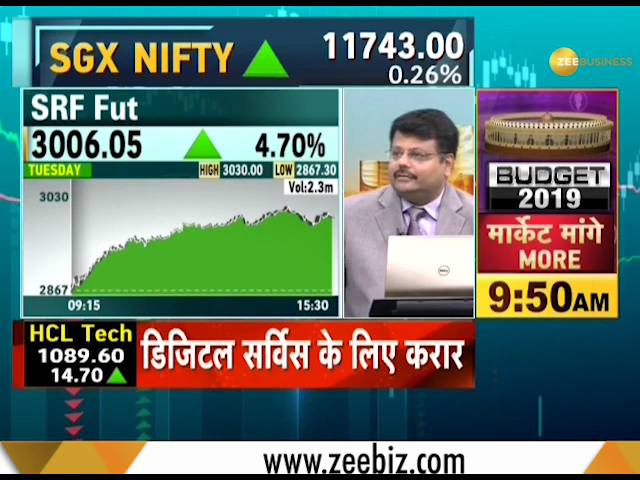 SGX NIFTY
11743.00
0.26%
ZEEBUSINESS
SRF Fut
3006.05
4.70%
TUESDAY
HIGH 3030.00 LOW 2867.30
Vol:2.3m
3030
2867
09:15
15:30
DELL
BUDGET
2019
मार्केट मांगे
MORE
9:50AM
HCL Tech
1089.60
14.70
डिजिटल सर्विस के लिए करार
www.zeebiz.com